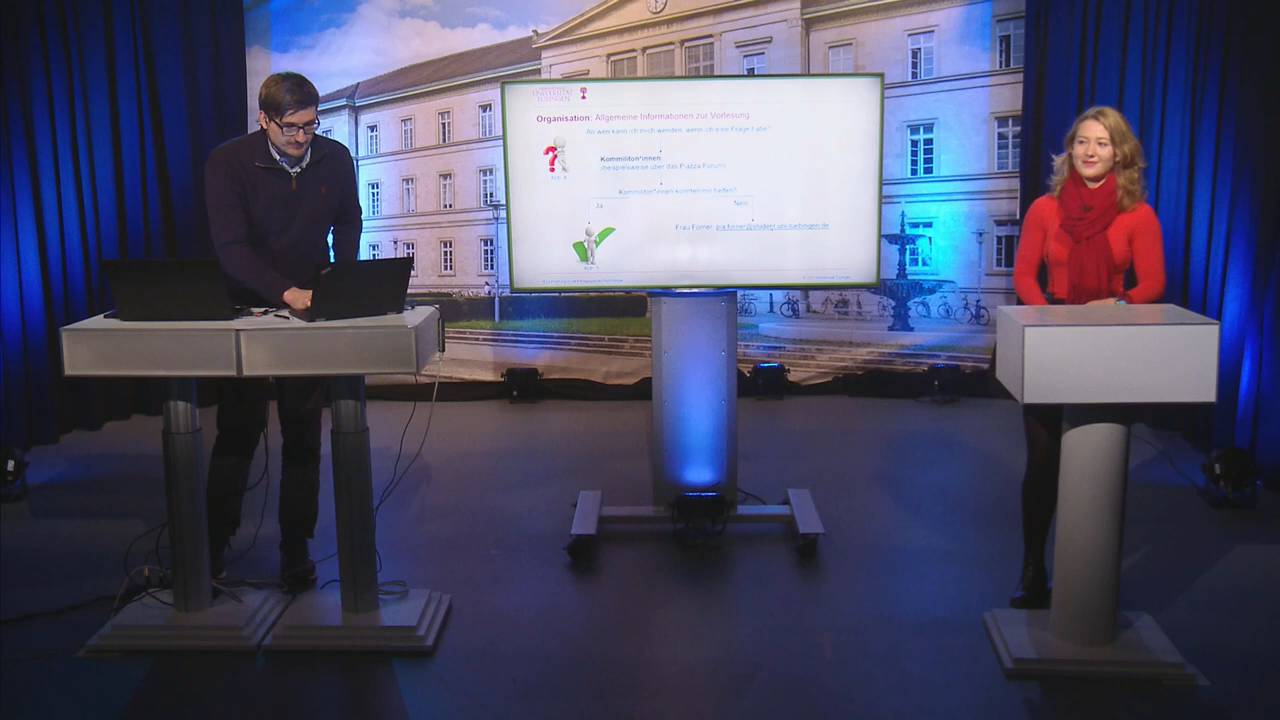 UNIVERSITÄT
TÜBINGEN
Organisation: Allgemeine Informationen zur Vorlesung
An wen kann ich mich wenden, wenn ich eine Frage habe?
Kommiliton*innen
(beispielsweise über das Piazza Forum)
Kommiliton*innen konnten mir helfen?
Ja
Nein
Frau Forner: pia.forner@student.uni-tuebingen.de